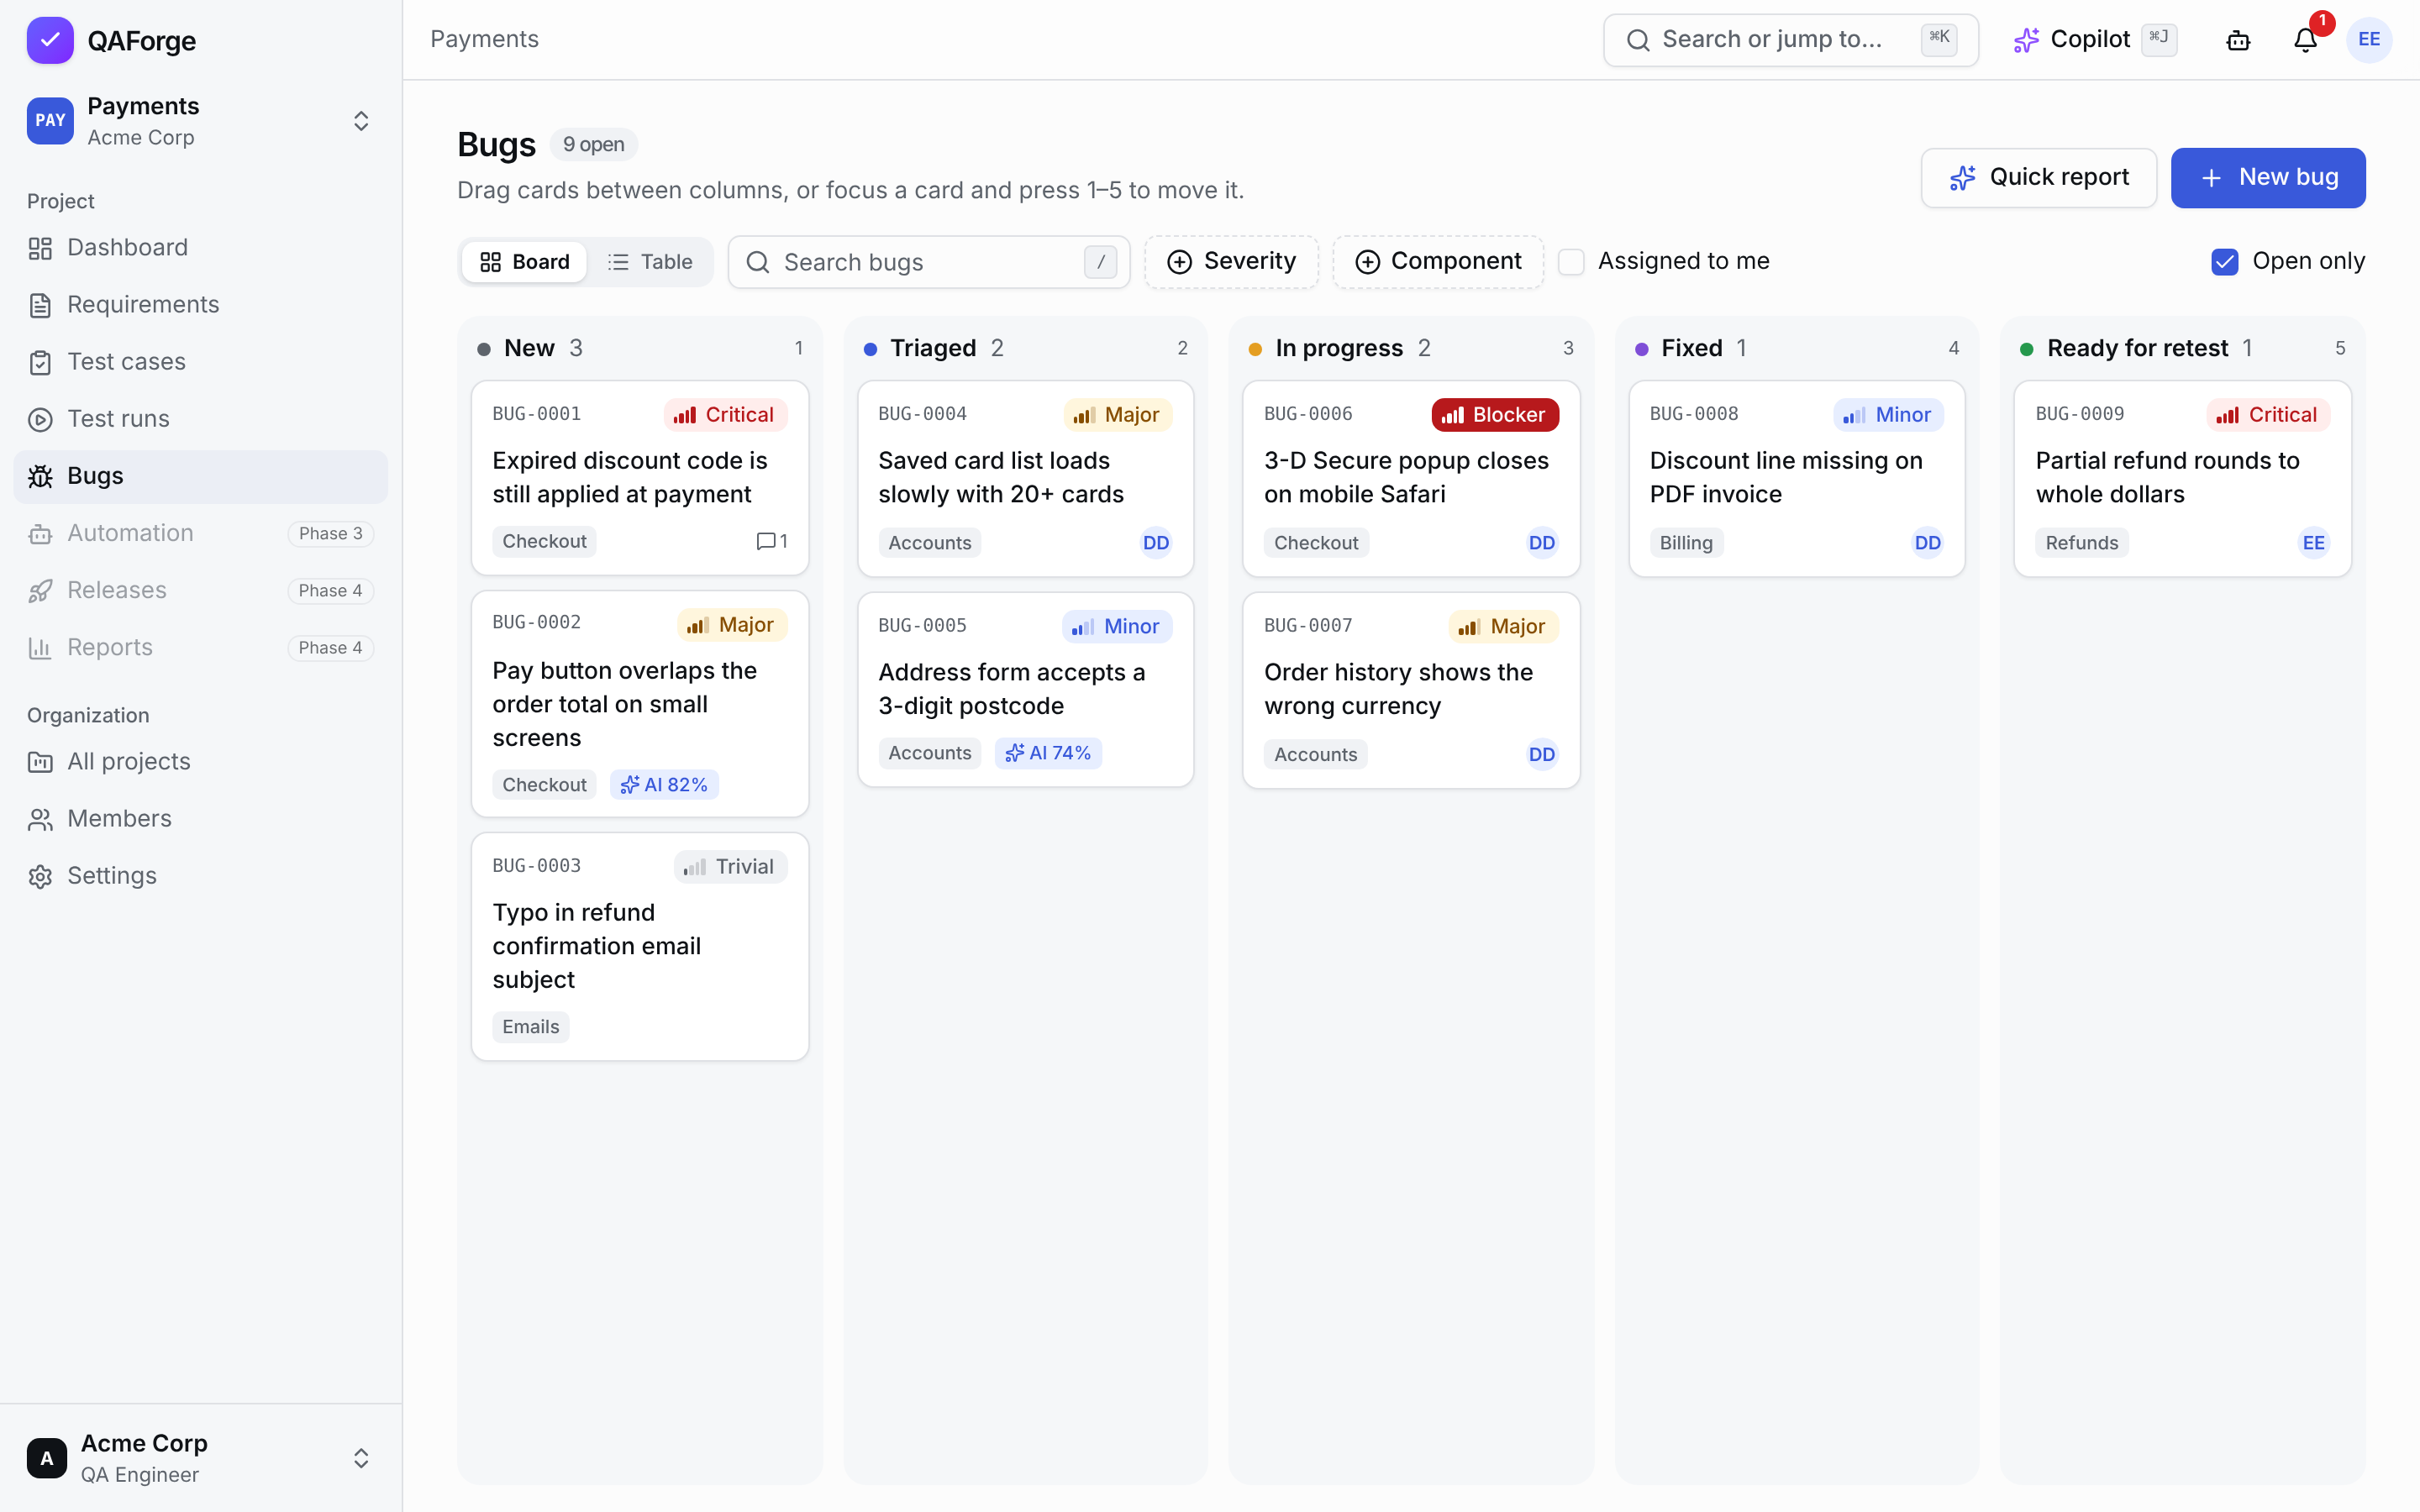 QAForge
PAY
Payments
Acme Corp
Project
Dashboard
Requirements
Test cases
Test runs
Bugs
Automation Phase 3
Releases Phase 4
Reports Phase 4
Organization
All projects
Members
Settings
A
Acme Corp
QA Engineer
Payments
Search or jump to... ⌘K
Copilot ⌘J
1
EE
Bugs 9 open
Drag cards between columns, or focus a card and press 1–5 to move it.
Quick report
New bug
Board
Table
Search bugs /
Severity
Component
Assigned to me
Open only
New 3 1
BUG-0001 Critical
Expired discount code is
still applied at payment
Checkout 1
BUG-0002 Major
Pay button overlaps the
order total on small
screens
Checkout AI 82%
BUG-0003 Trivial
Typo in refund
confirmation email
subject
Emails
Triaged 2 2
BUG-0004 Major
Saved card list loads
slowly with 20+ cards
Accounts DD
BUG-0005 Minor
Address form accepts a
3-digit postcode
Accounts AI 74%
In progress 2 3
BUG-0006 Blocker
3-D Secure popup closes
on mobile Safari
Checkout DD
BUG-0007 Major
Order history shows the
wrong currency
Accounts DD
Fixed 1 4
BUG-0008 Minor
Discount line missing on
PDF invoice
Billing DD
Ready for retest 1 5
BUG-0009 Critical
Partial refund rounds to
whole dollars
Refunds EE